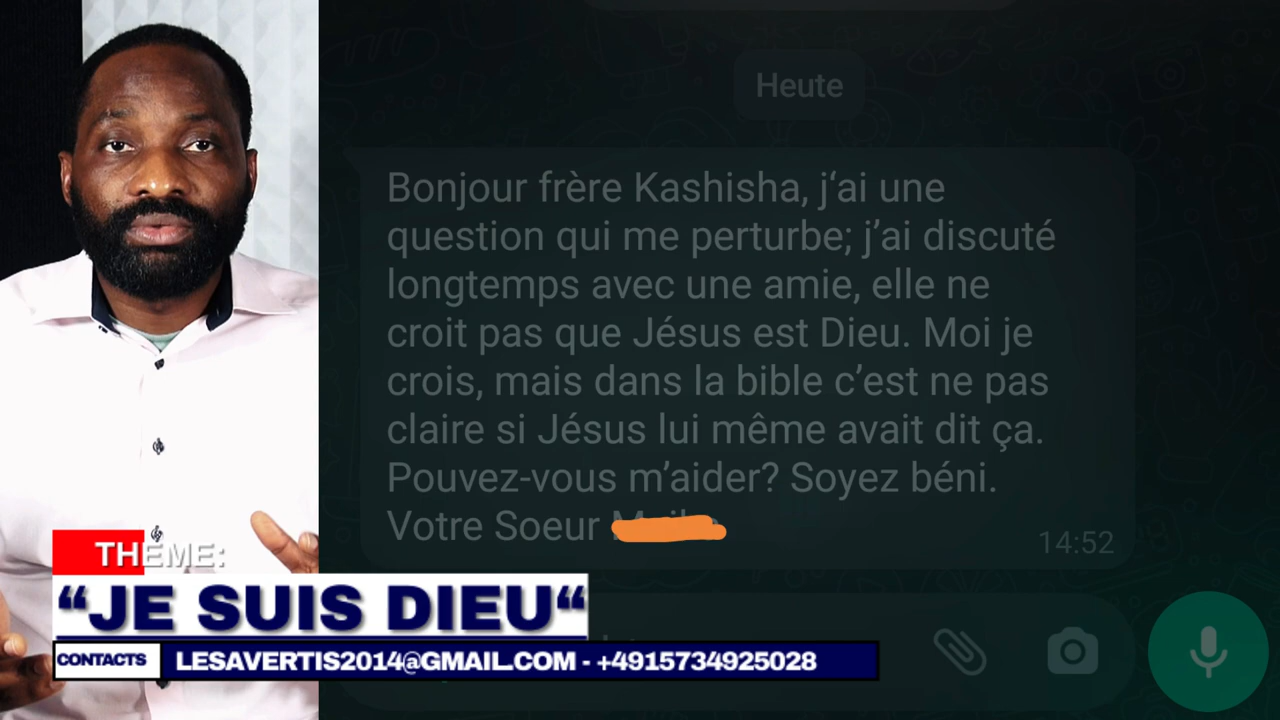 Heute
Bonjour frère Kashisha, j‘ai une
question qui me perturbe; j’ai discuté
longtemps avec une amie, elle ne
croit pas que Jésus est Dieu. Moi je
crois, mais dans la bible c’est ne pas
claire si Jésus lui même avait dit ça.
Pouvez-vous m’aider? Soyez béni.
Votre Soeur
14:52
THEME:
“JE SUIS DIEU“
CONTACTS
LESAVERTIS2014@GMAIL.COM - +4915734925028